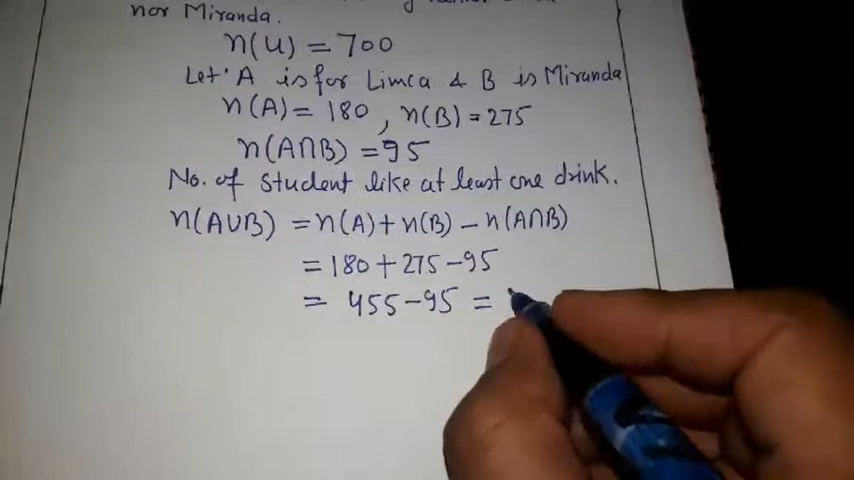 nor Miranda.
n(U) = 700
Let A is for Limca & B is Miranda
n(A) = 180, n(B) = 275
n(A∩B) = 95
No. of student like at least one drink.
n(A∪B) = n(A) + n(B) - n(A∩B)
= 180 + 275 - 95
= 455 - 95 =